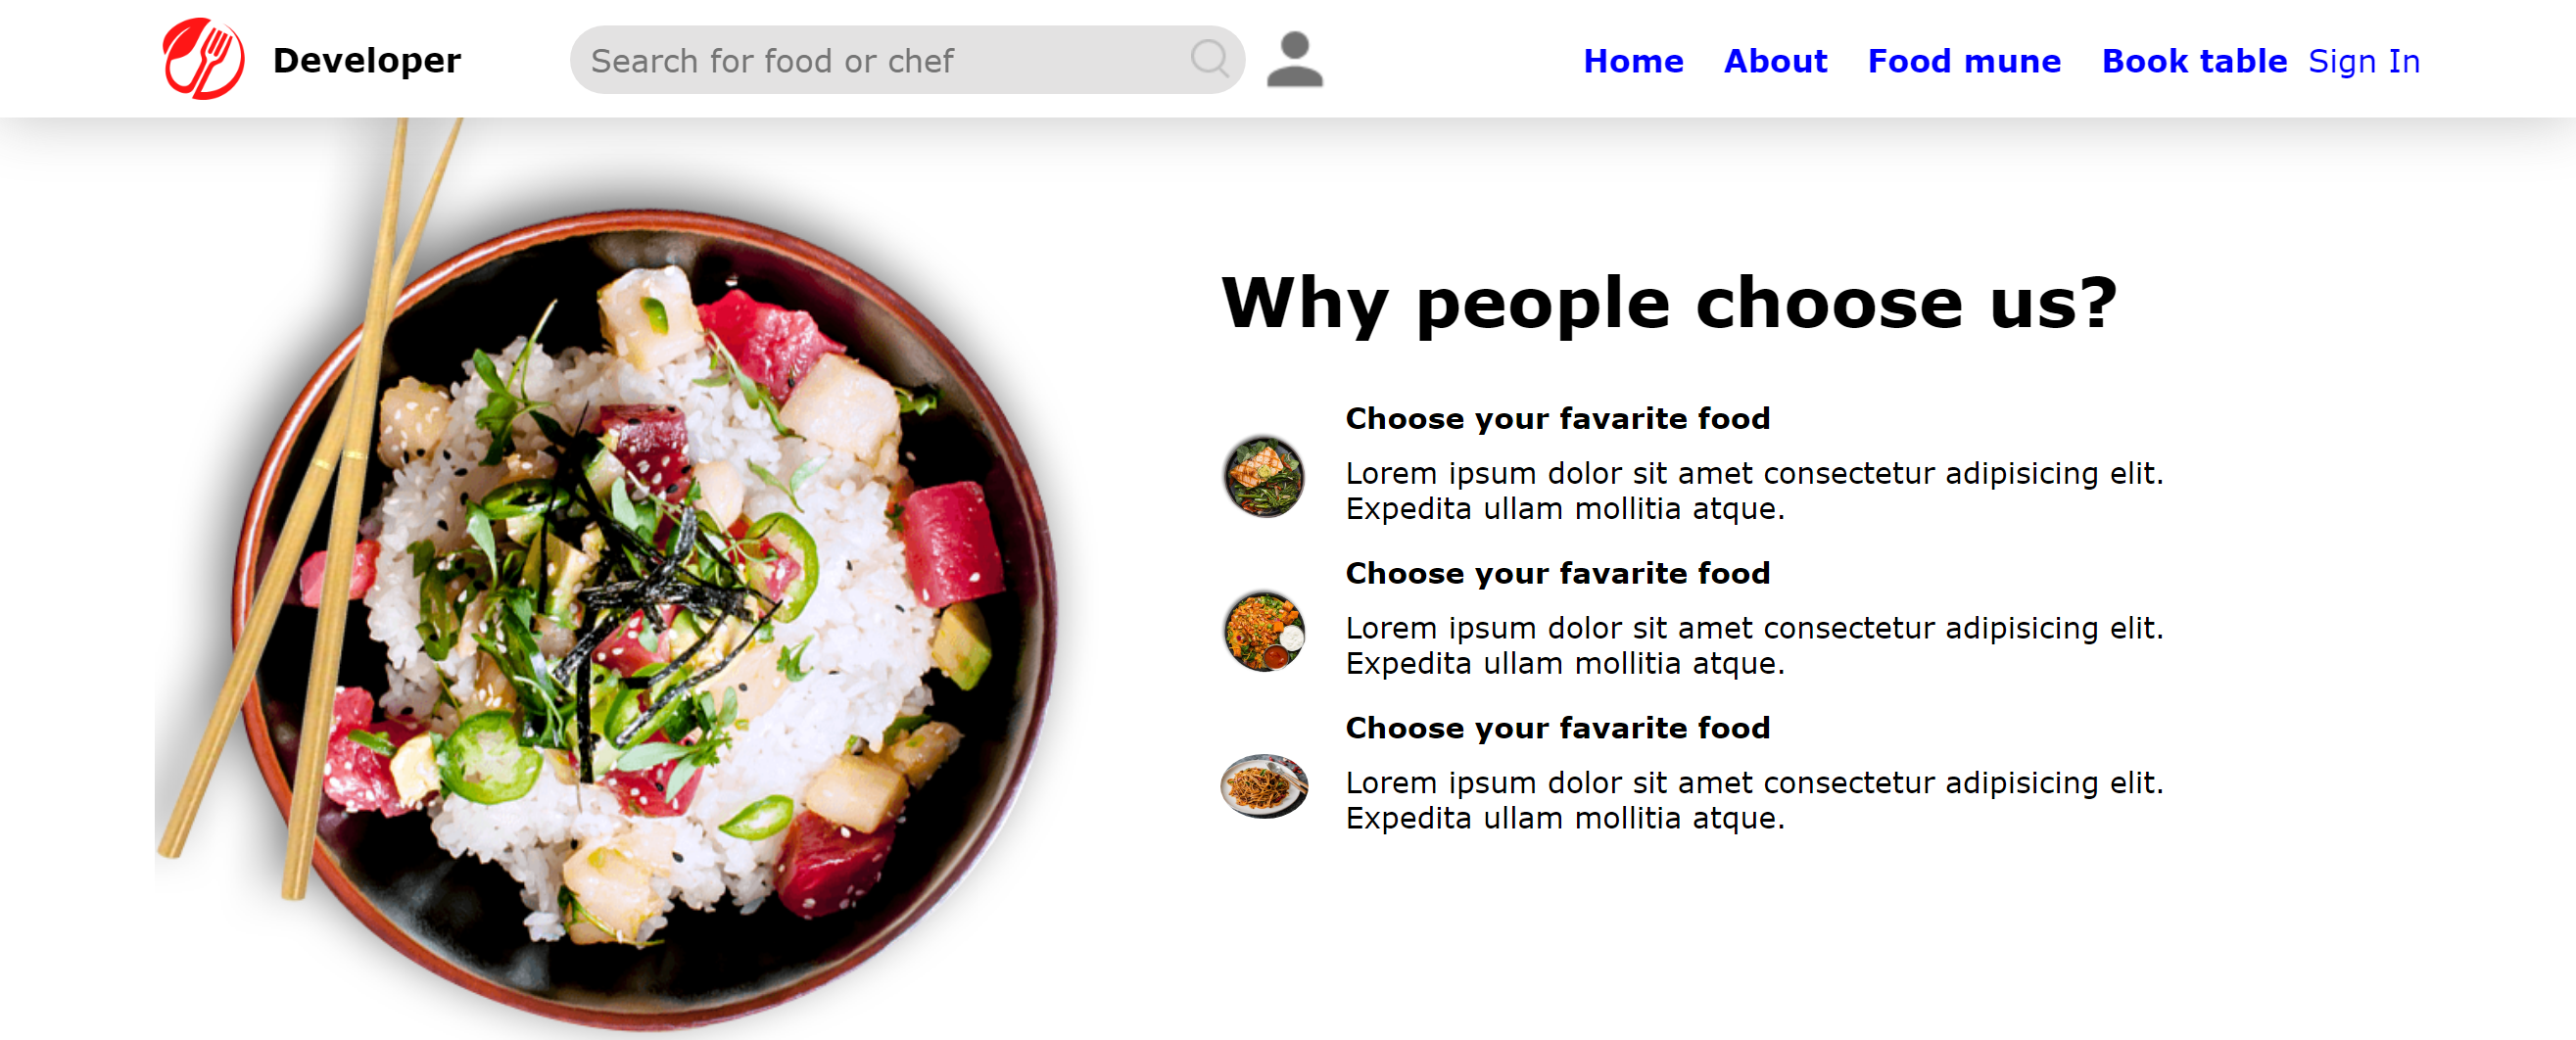 Developer
Search for food or chef
Home About Food mune Book table Sign In
Why people choose us?
Choose your favarite food
Lorem ipsum dolor sit amet consectetur adipisicing elit.
Expedita ullam mollitia atque.
Choose your favarite food
Lorem ipsum dolor sit amet consectetur adipisicing elit.
Expedita ullam mollitia atque.
Choose your favarite food
Lorem ipsum dolor sit amet consectetur adipisicing elit.
Expedita ullam mollitia atque.